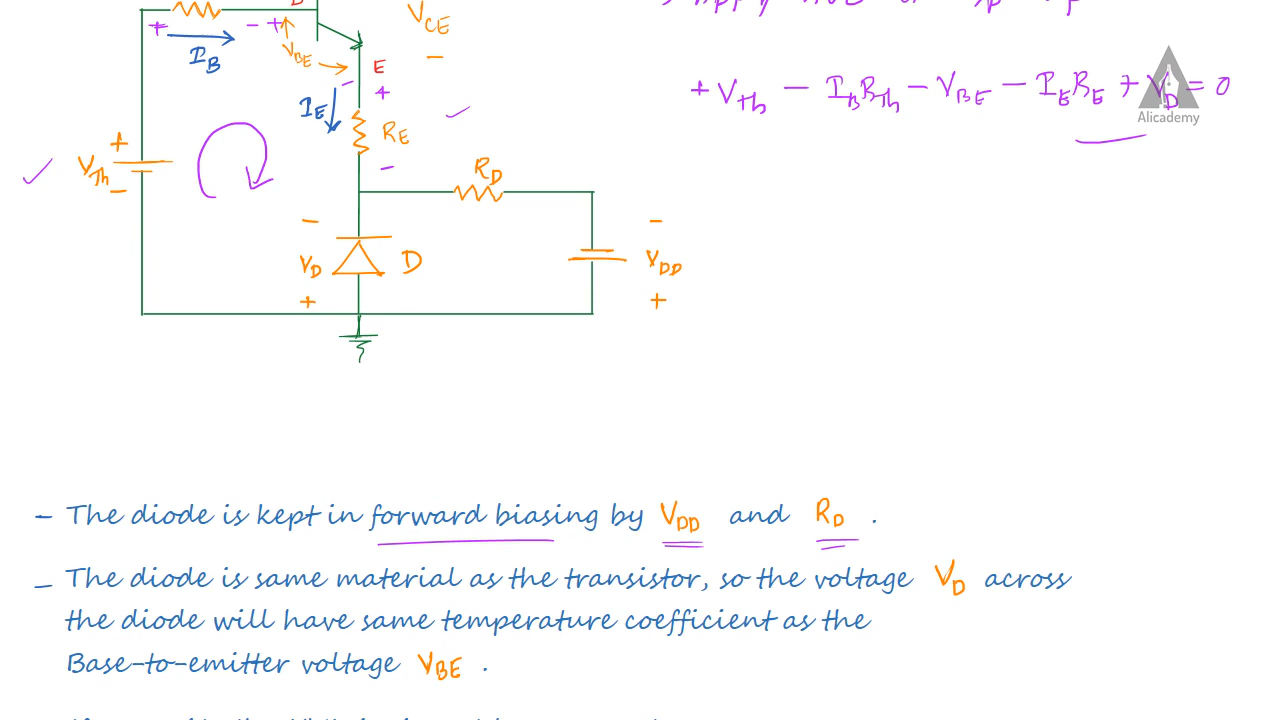 V_CE
+ - + V_BE -
I_B
E
I_E +
R_E
+ V_Th - I_B R_Th - V_BE - I_E R_E + V_D = 0
Alicademy
+
V_Th
-
-
R_D
- -
V_D D V_DD
+ +
- The diode is kept in forward biasing by V_DD and R_D .
- The diode is same material as the transistor, so the voltage V_D across
the diode will have same temperature coefficient as the
Base-to-emitter voltage V_BE .